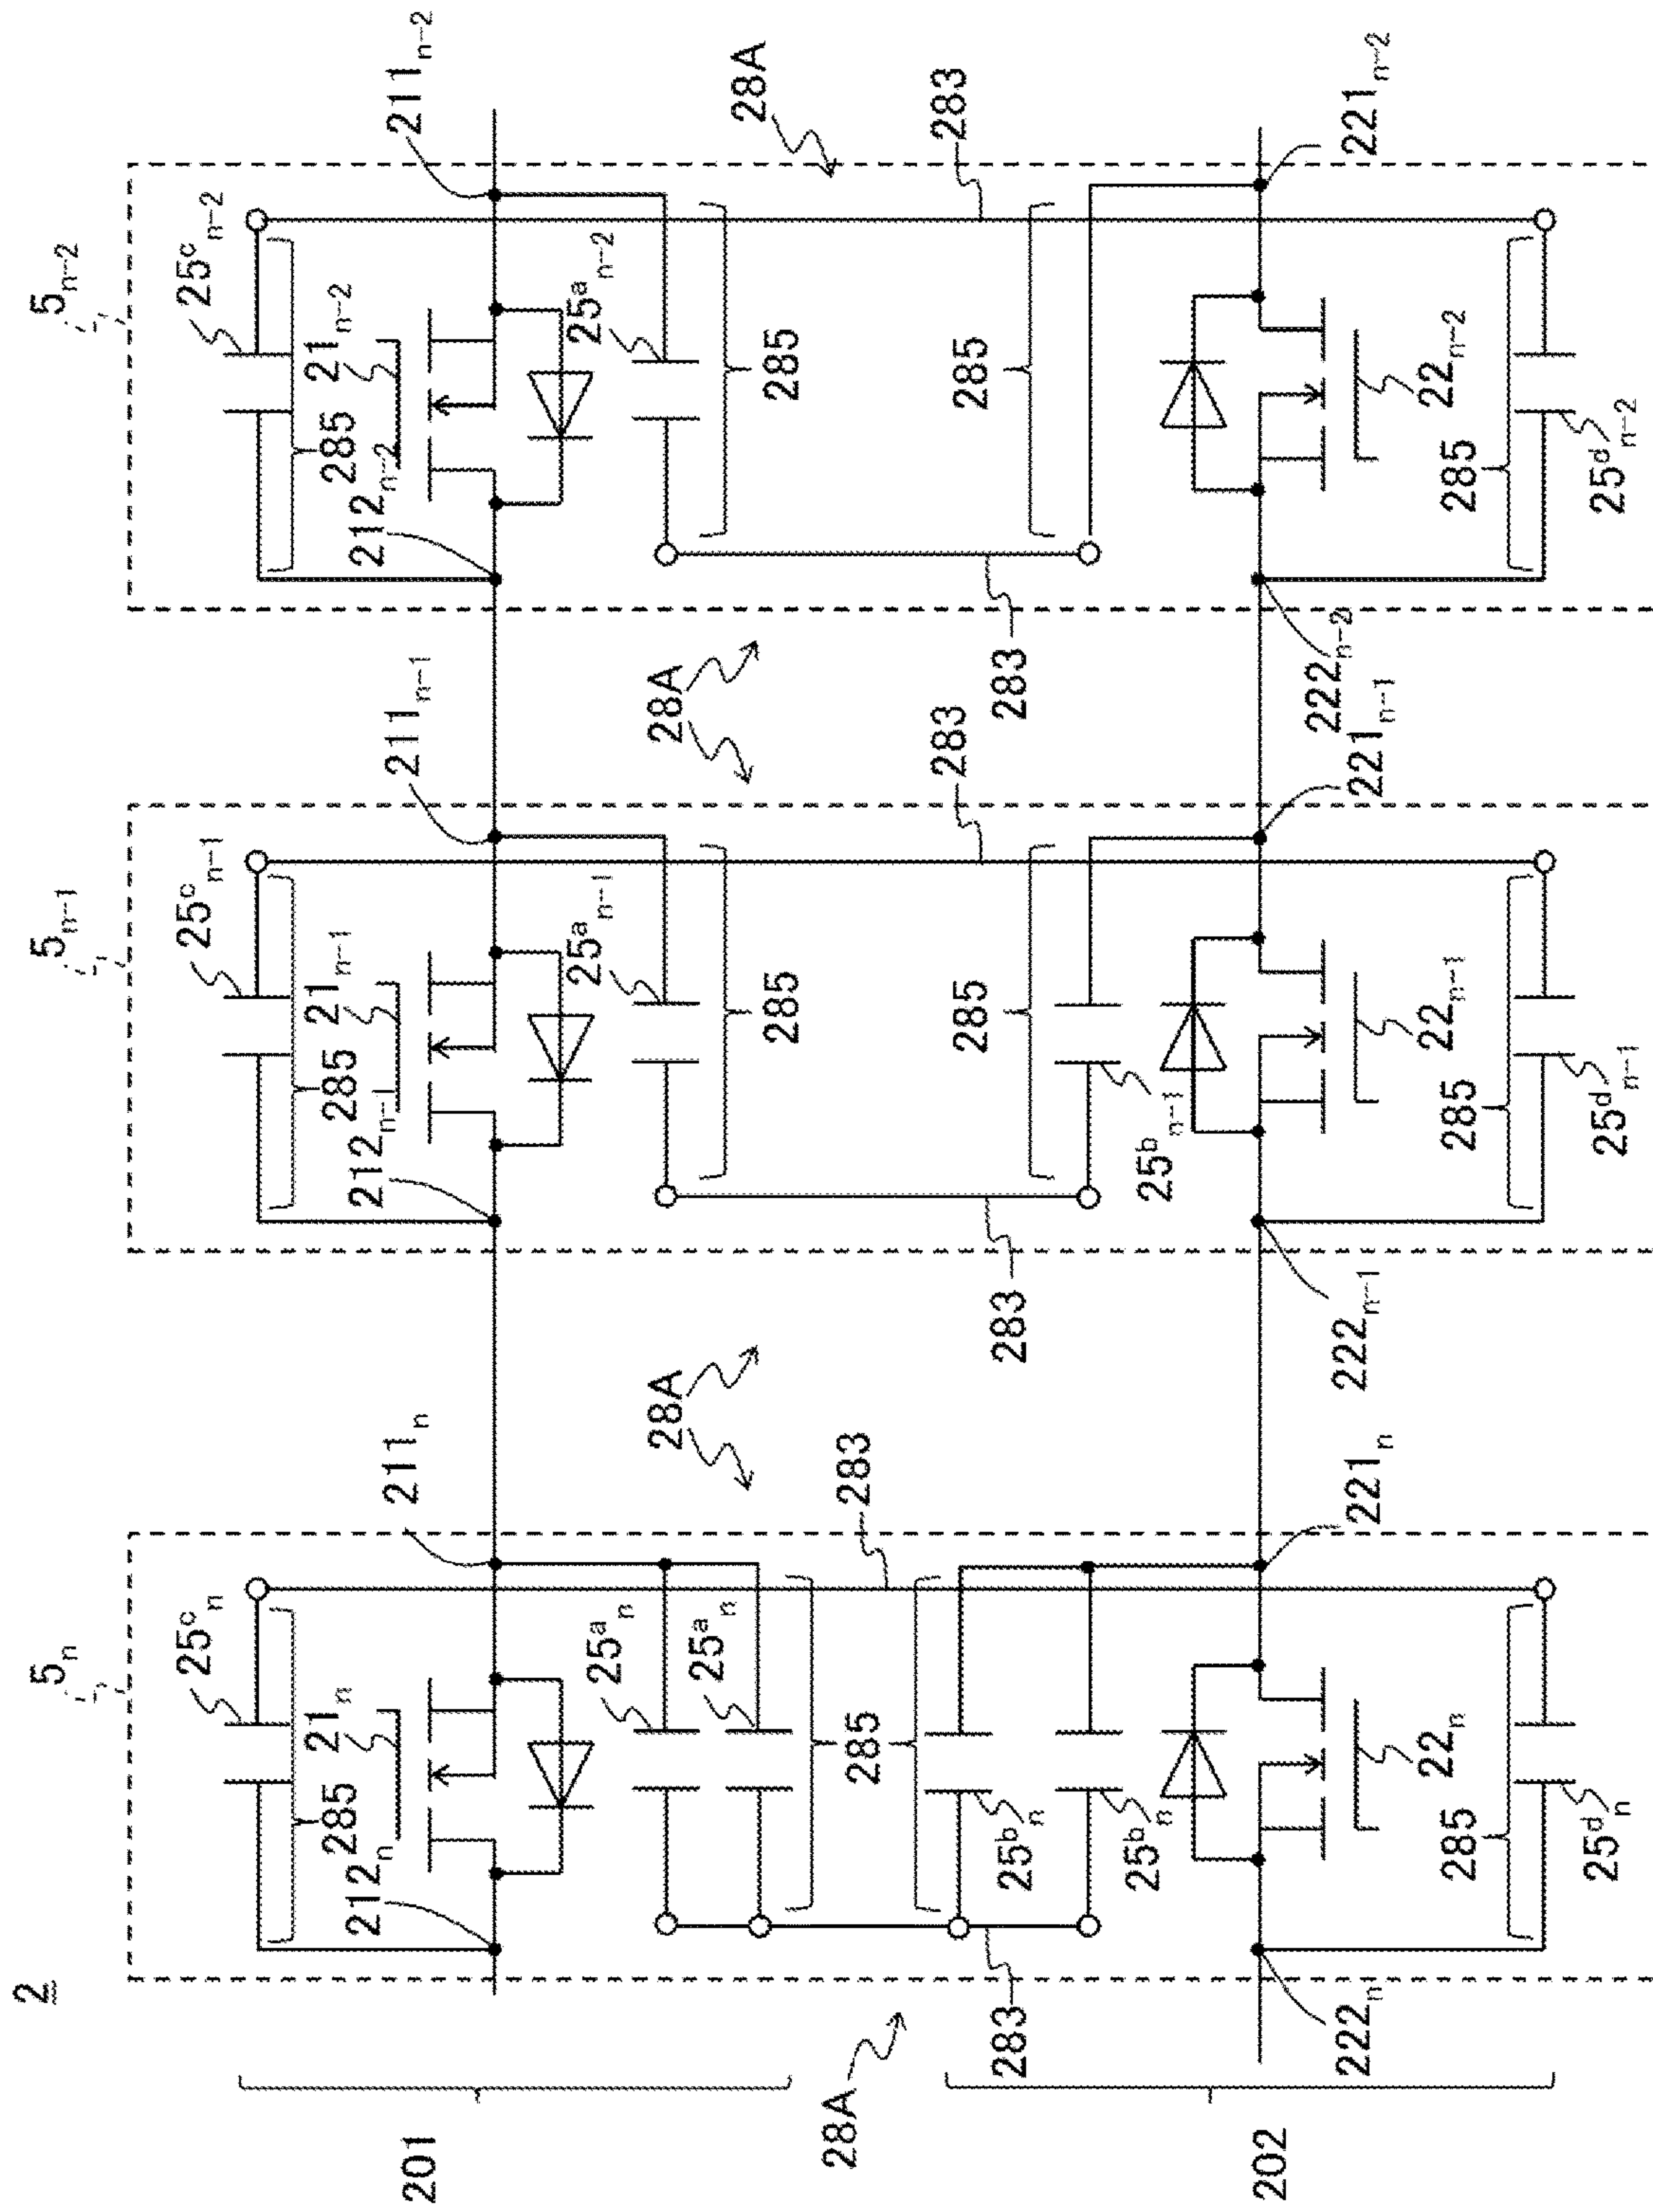 2
5n 5n-1 5n-2
25ᶜn 25ᶜn-1 25ᶜn-2
285 21n 285 21n-1 285 21n-2
201 212n 211n 212n-1 211n-1 212n-2 211n-2
25ᵃn 25ᵃn-1 25ᵃn-2
28A 28A
25ᵃn
28A
285 285
28A 285 283
285 283 285 283
283 25ᵇn 283 283
25ᵇn 25ᵇn-1
202 222n 221n 222n-1 221n-1 222n-2 221n-2
22n 22n-1 22n-2
285 285 285
25ᵈn 25ᵈn-1 25ᵈn-2